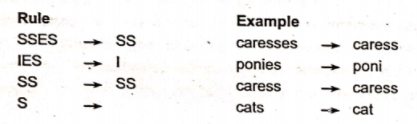 Rule Example
SSES → SS caresses → caress
IES → I ponies → poni
SS → SS caress → caress
S → cats → cat